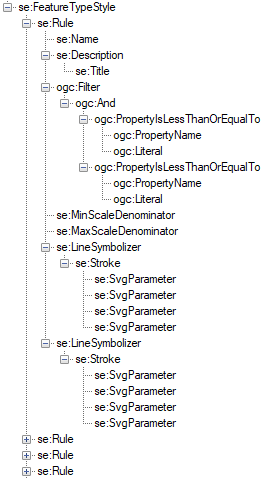 se:FeatureTypeStyle
se:Rule
se:Name
se:Description
se:Title
ogc:Filter
ogc:And
ogc:PropertyIsLessThanOrEqualTo
ogc:PropertyName
ogc:Literal
ogc:PropertyIsLessThanOrEqualTo
ogc:PropertyName
ogc:Literal
se:MinScaleDenominator
se:MaxScaleDenominator
se:LineSymbolizer
se:Stroke
se:SvgParameter
se:SvgParameter
se:SvgParameter
se:SvgParameter
se:LineSymbolizer
se:Stroke
se:SvgParameter
se:SvgParameter
se:SvgParameter
se:SvgParameter
se:Rule
se:Rule
se:Rule